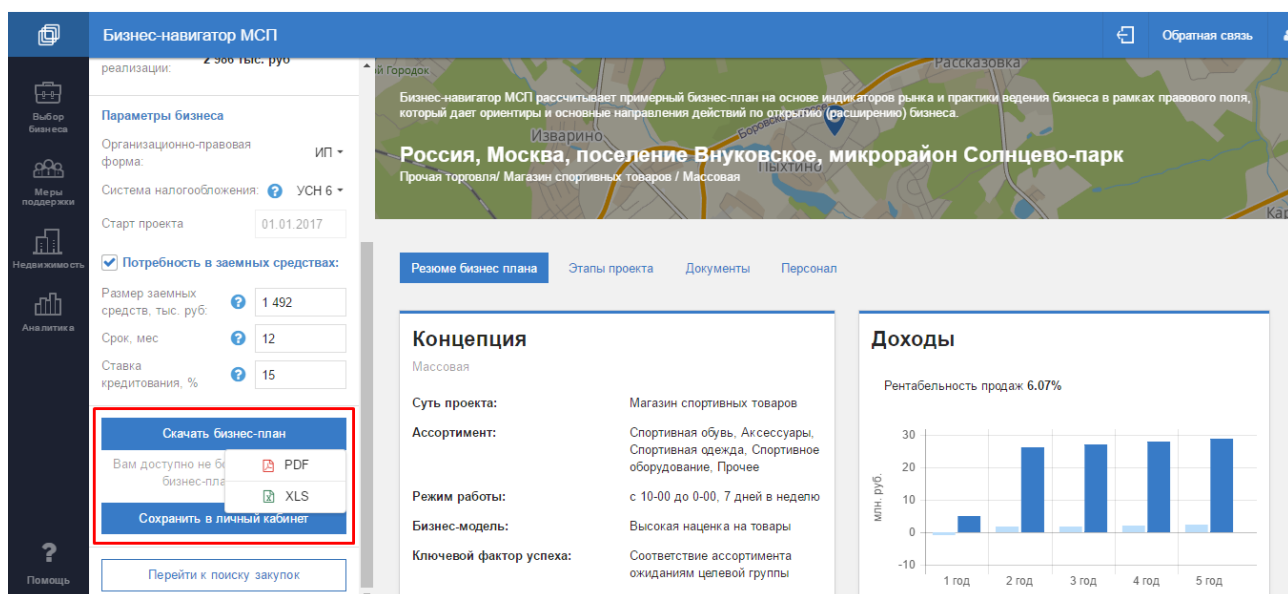 Бизнес-навигатор МСП
Обратная связь
Выбор
бизнеса
Меры
поддержки
Недвижимость
Аналитика
?
Помощь
реализации:
2 986 тыс. руб
Параметры бизнеса
Организационно-правовая
форма:
ИП
Система налогообложения:
?
УСН 6
Старт проекта
01.01.2017
Потребность в заемных средствах:
Размер заемных
средств, тыс. руб:
?
1 492
Срок, мес
?
12
Ставка
кредитования, %
?
15
Скачать бизнес-план
Вам доступно не
PDF
XLS
Сохранить в личный кабинет
Перейти к поиску закупок
Рассказовка
й Городок
Бизнес-навигатор МСП рассчитывает примерный бизнес-план на основе индикаторов рынка и практики ведения бизнеса в рамках правового поля,
который дает ориентиры и основные направления действий по открытию (расширению) бизнеса.
Изварино
Боровское
Россия, Москва, поселение Внуковское, микрорайон Солнцево-парк
Пыхтино
Прочая торговля/ Магазин спортивных товаров / Массовая
Резюме бизнес плана
Этапы проекта
Документы
Персонал
Концепция
Массовая
Суть проекта:
Магазин спортивных товаров
Ассортимент:
Спортивная обувь, Аксессуары,
Спортивная одежда, Спортивное
оборудование, Прочее
Режим работы:
с 10-00 до 0-00, 7 дней в неделю
Бизнес-модель:
Высокая наценка на товары
Ключевой фактор успеха:
Соответствие ассортимента
ожиданиям целевой группы
Доходы
Рентабельность продаж 6.07%
млн. руб.
30
20
10
0
-10
1 год
2 год
3 год
4 год
5 год